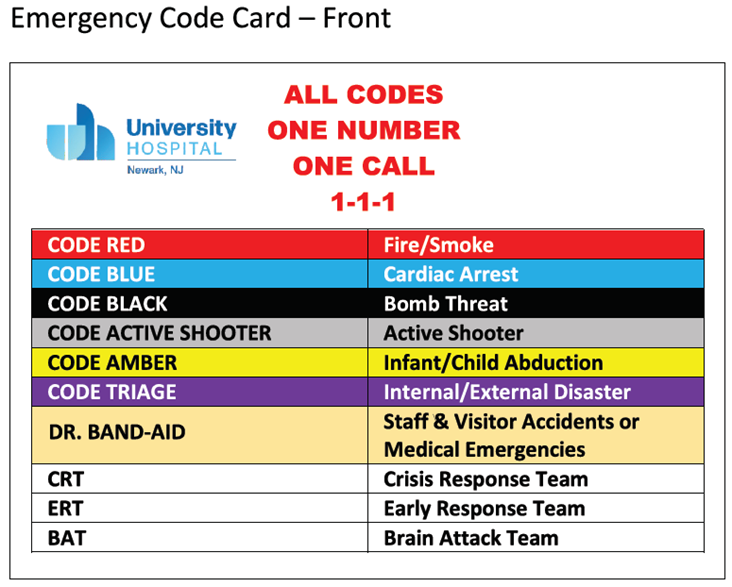 Emergency Code Card – Front
University
HOSPITAL
Newark, NJ
ALL CODES
ONE NUMBER
ONE CALL
1-1-1
CODE RED Fire/Smoke
CODE BLUE Cardiac Arrest
CODE BLACK Bomb Threat
CODE ACTIVE SHOOTER Active Shooter
CODE AMBER Infant/Child Abduction
CODE TRIAGE Internal/External Disaster
DR. BAND-AID Staff & Visitor Accidents or
Medical Emergencies
CRT Crisis Response Team
ERT Early Response Team
BAT Brain Attack Team